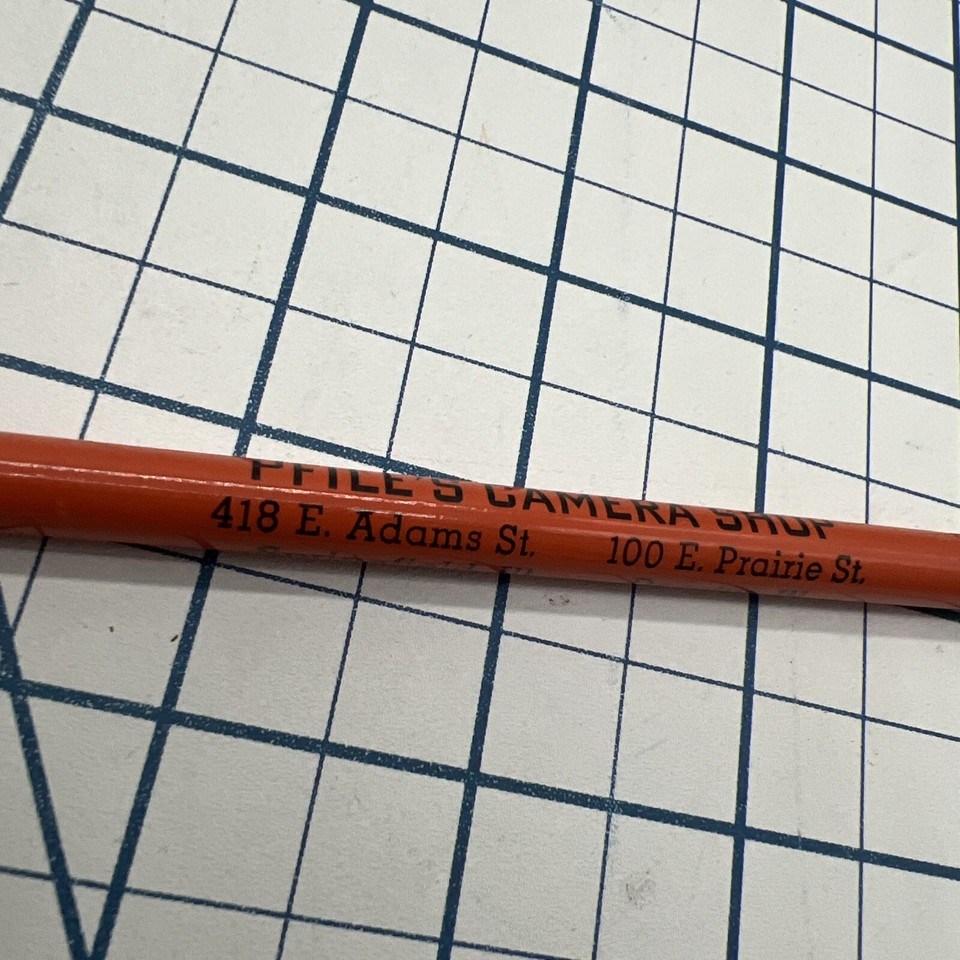 PFILE'S CAMERA SHOP
418 E. Adams St. 100 E. Prairie St.